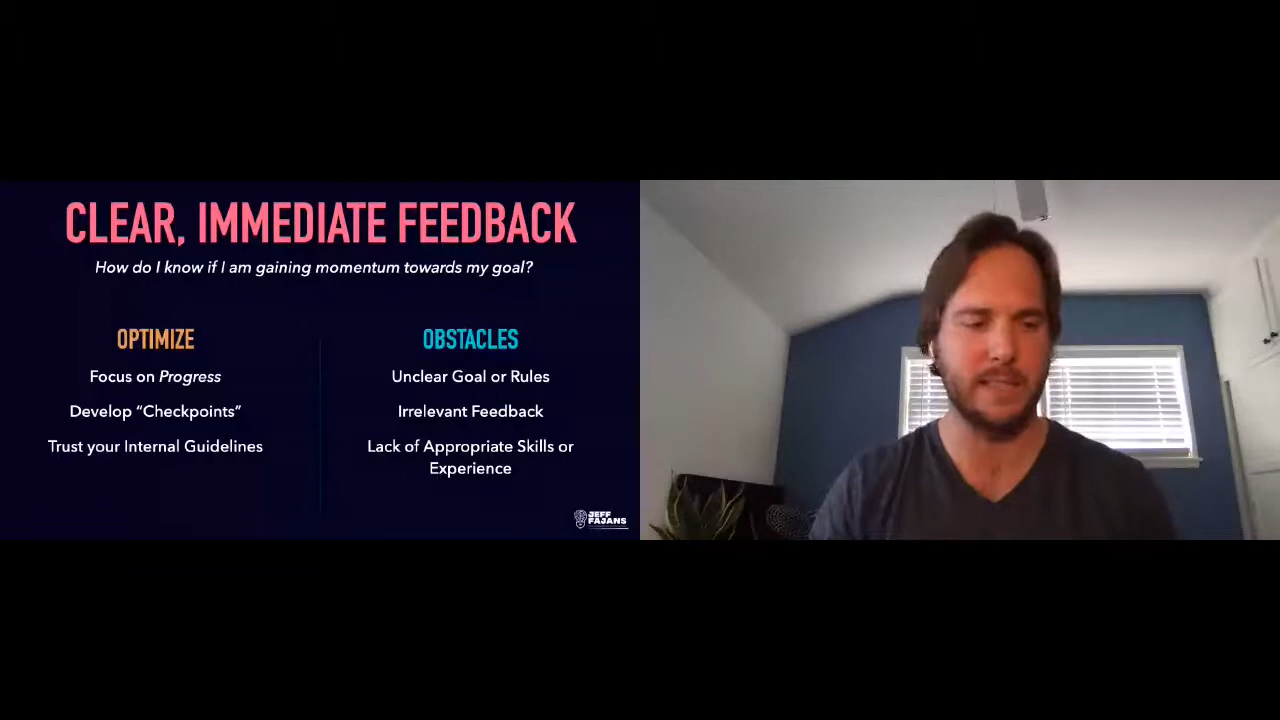 CLEAR, IMMEDIATE FEEDBACK
How do I know if I am gaining momentum towards my goal?
OPTIMIZE
Focus on Progress
Develop “Checkpoints”
Trust your Internal Guidelines
OBSTACLES
Unclear Goal or Rules
Irrelevant Feedback
Lack of Appropriate Skills or
Experience
JEFF
FAJANS